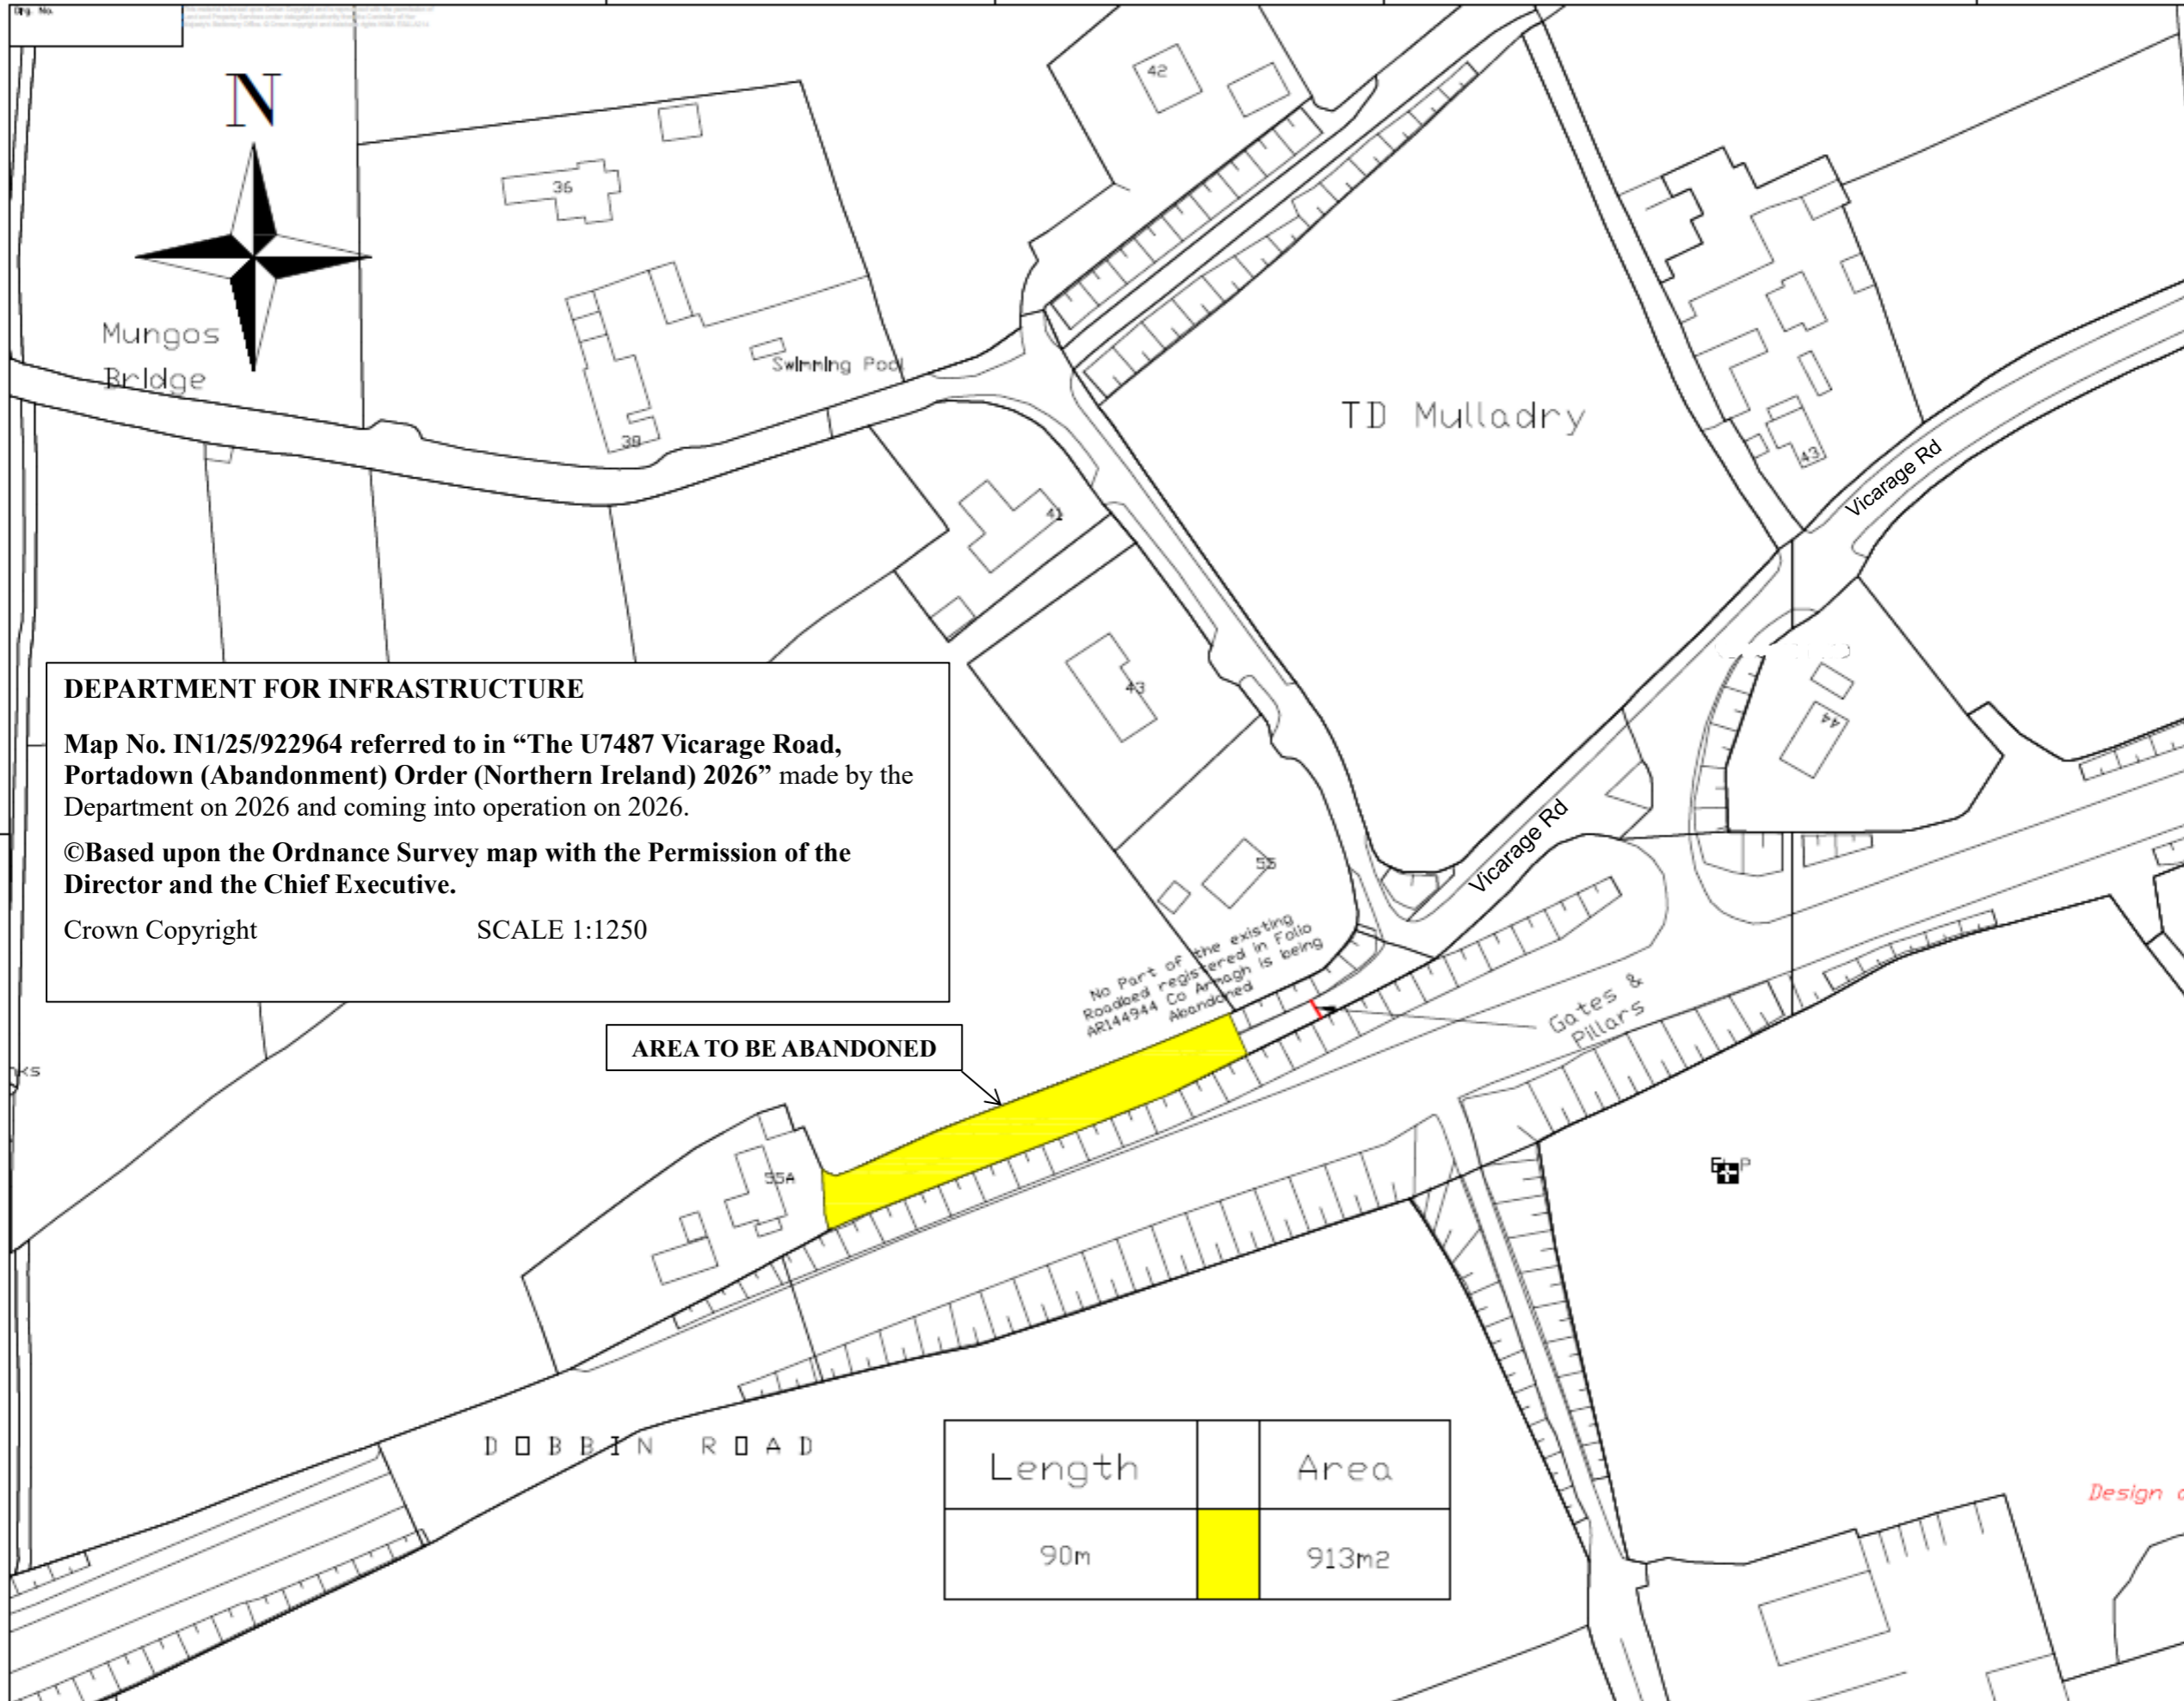 Drg. No.
N
42
36
Mungos
Bridge
Swimming Pool
38
TD Mulladry
43
Vicarage Rd
41
43
44
DEPARTMENT FOR INFRASTRUCTURE
Map No. IN1/25/922964 referred to in “The U7487 Vicarage Road,
Portadown (Abandonment) Order (Northern Ireland) 2026” made by the
Department on 2026 and coming into operation on 2026.
©Based upon the Ordnance Survey map with the Permission of the
Director and the Chief Executive.
Crown Copyright SCALE 1:1250
Vicarage Rd
55
No Part of the existing
Roadbed registered in Folio
AR144944 Co Armagh is being
Abandoned
Gates &
Pillars
AREA TO BE ABANDONED
ks
55A
DOBBIN ROAD
Length Area
90m 913m2
Design